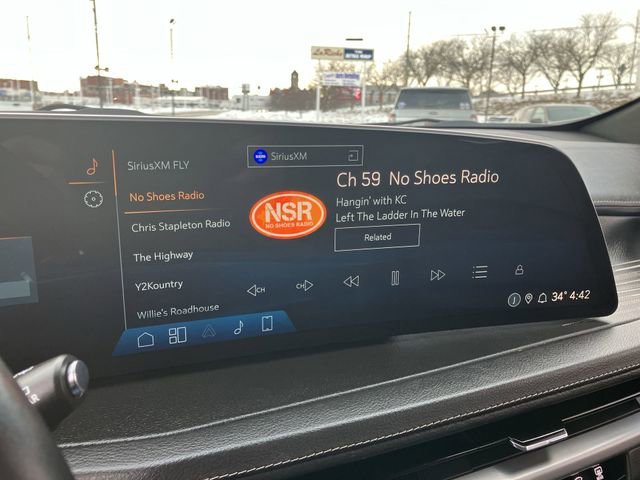 La Riche
SiriusXM FLY
No Shoes Radio
Chris Stapleton Radio
The Highway
Y2Kountry
Willie's Roadhouse
SiriusXM
NSR
NO SHOES RADIO
Ch 59 No Shoes Radio
Hangin' with KC
Left The Ladder In The Water
Related
CH
CH
34° 4:42